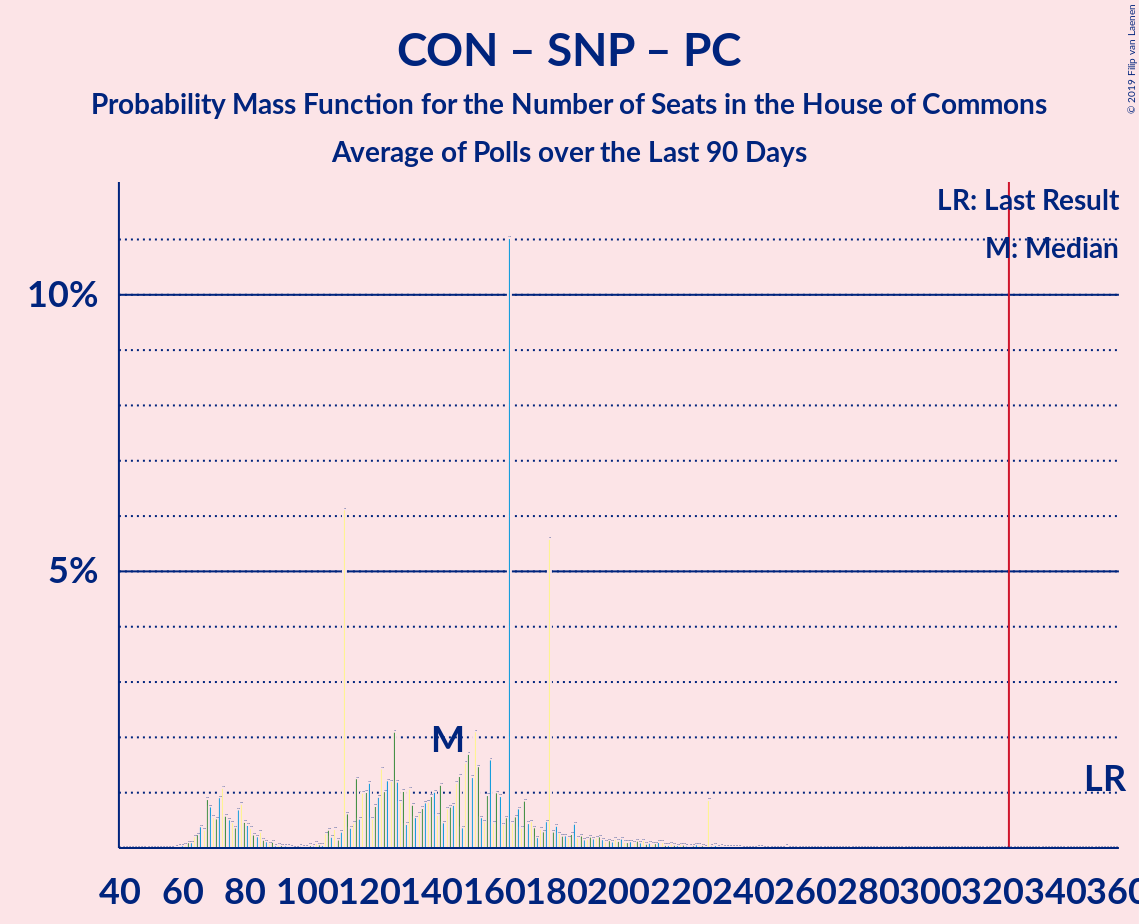 CON – SNP – PC
Probability Mass Function for the Number of Seats in the House of Commons
Average of Polls over the Last 90 Days
© 2019 Filip van Laenen
LR: Last Result
M: Median
10%
5%
M
LR
40 60 80 100 120 140 160 180 200 220 240 260 280 300 320 340 360